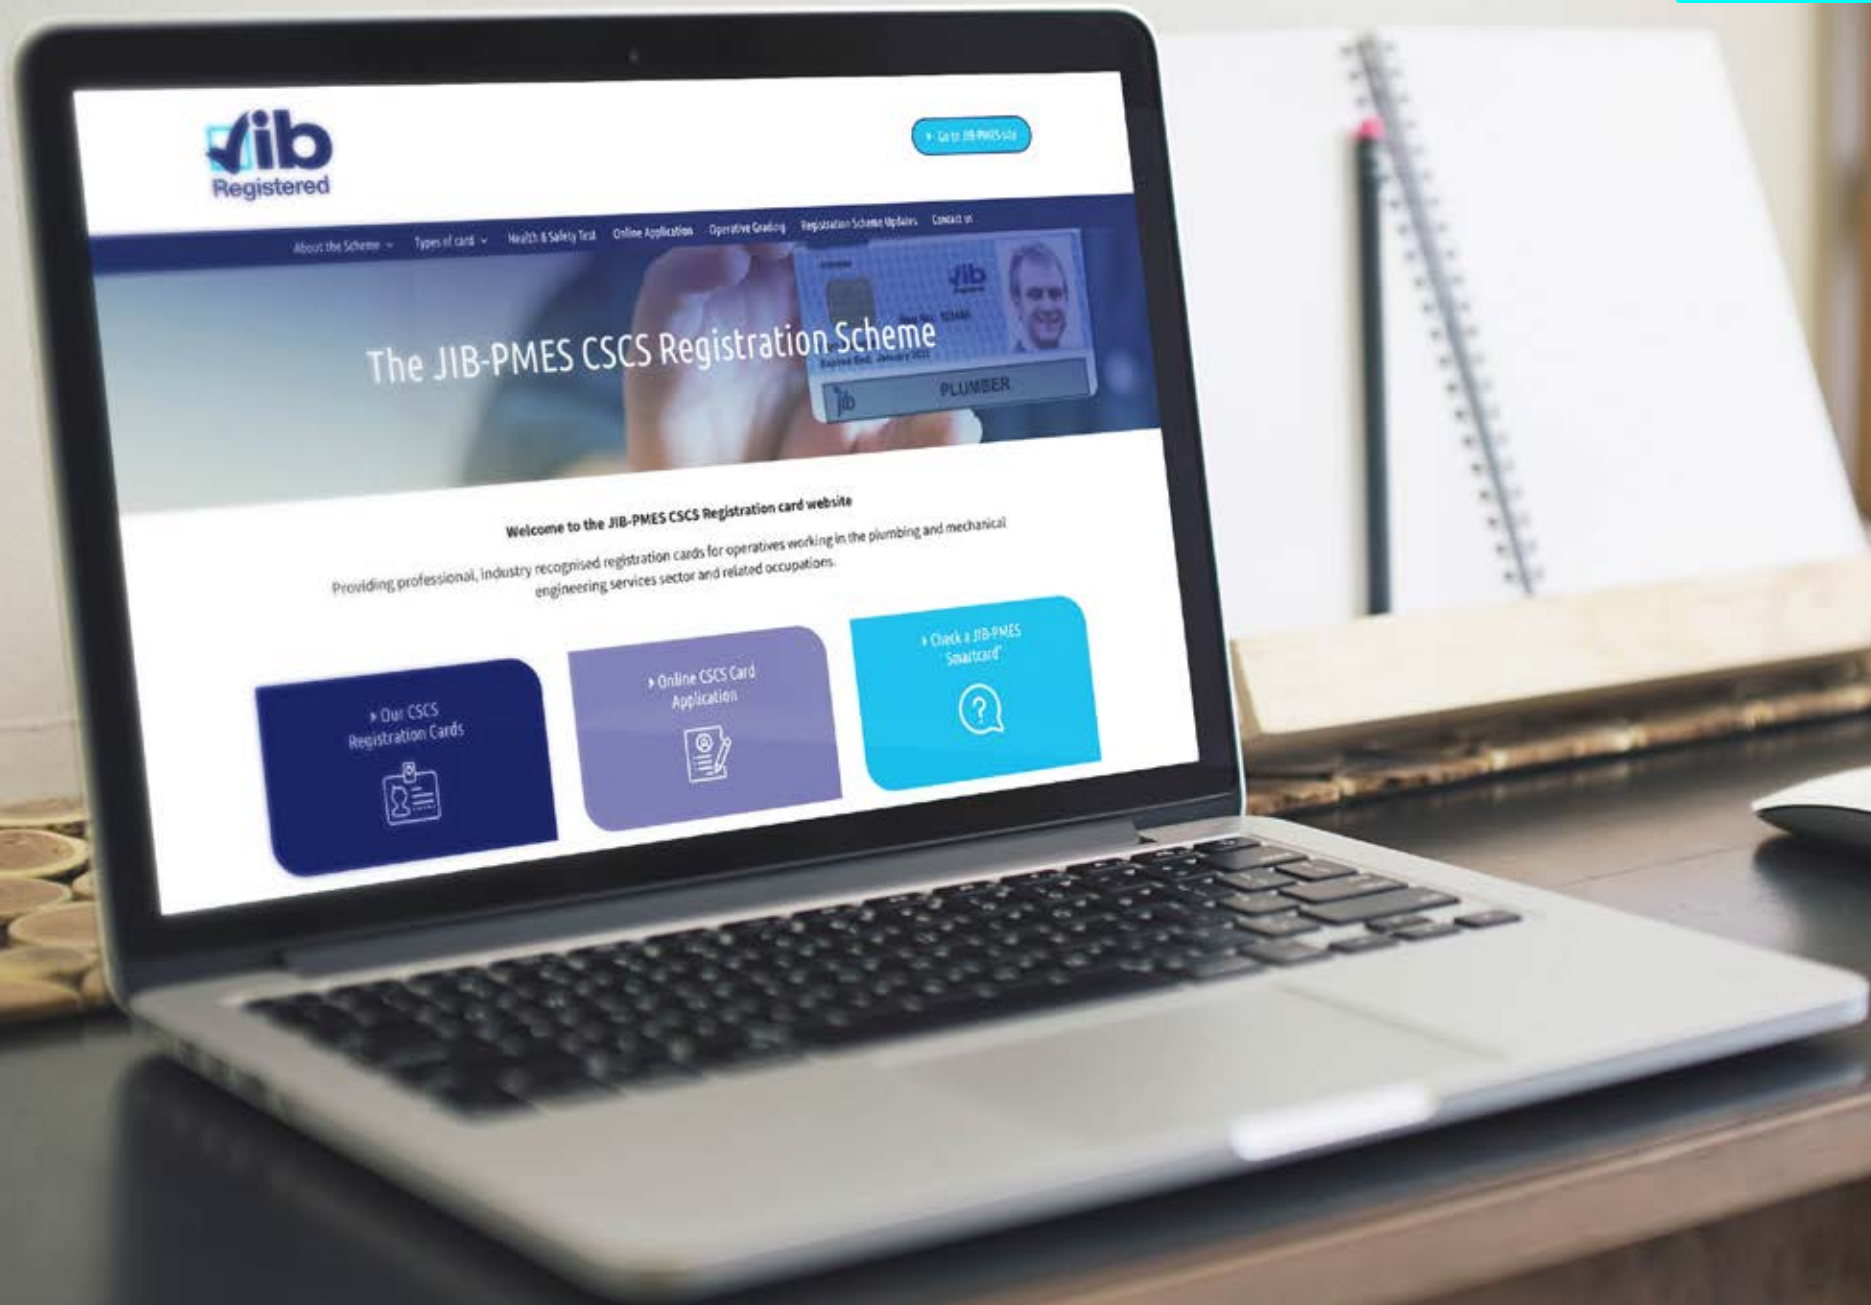 jib
Registered
Go to JIB-PMES site
About the Scheme
Types of card
Health & Safety Test
Online Application
Operative Grading
Registration Scheme Updates
Contact us
jib
The JIB-PMES CSCS Registration Scheme
jib
PLUMBER
Welcome to the JIB-PMES CSCS Registration card website
Providing professional, industry recognised registration cards for operatives working in the plumbing and mechanical
engineering services sector and related occupations.
Our CSCS
Registration Cards
Online CSCS Card
Application
Check a JIB-PMES
Smartcard
?